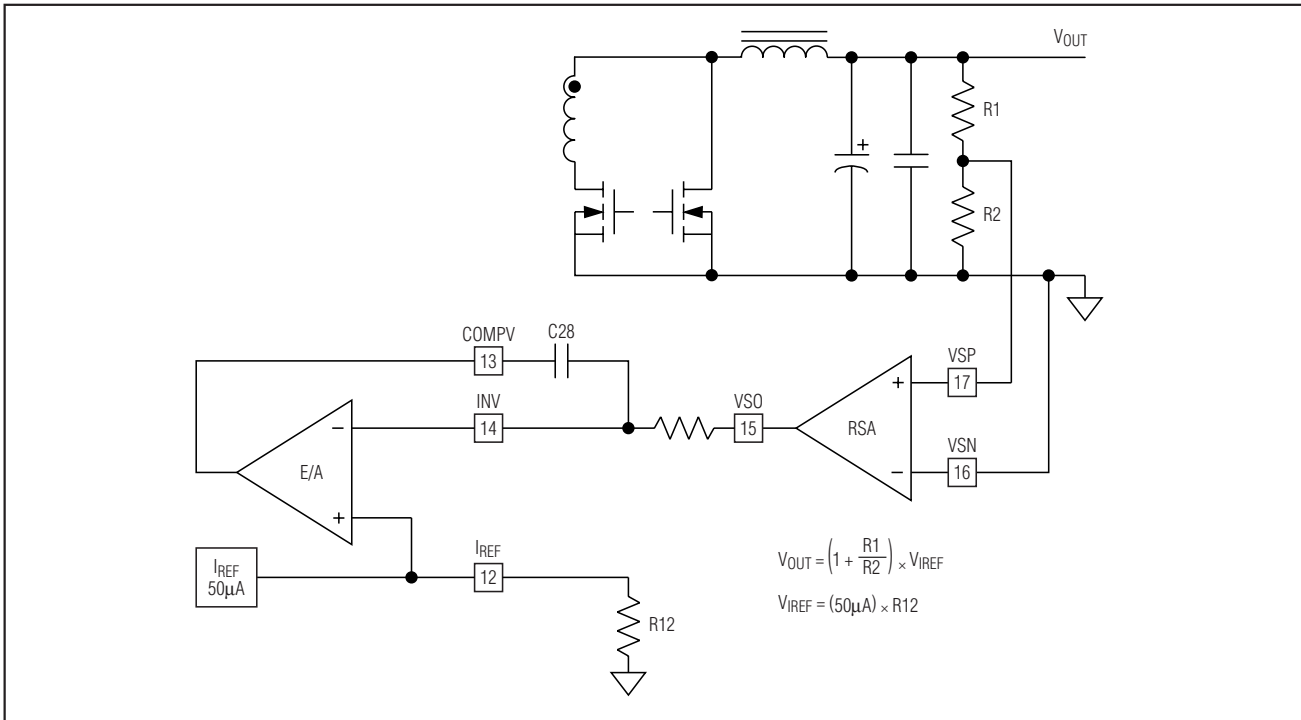 VOUT
R1
R2
COMPV
13
C28
INV
14
VSO
15
VSP
17
VSN
16
RSA
E/A
−
+
+
−
IREF
50μA
IREF
12
R12
+
VOUT = (1 + R1/R2) × VIREF
VIREF = (50μA) × R12